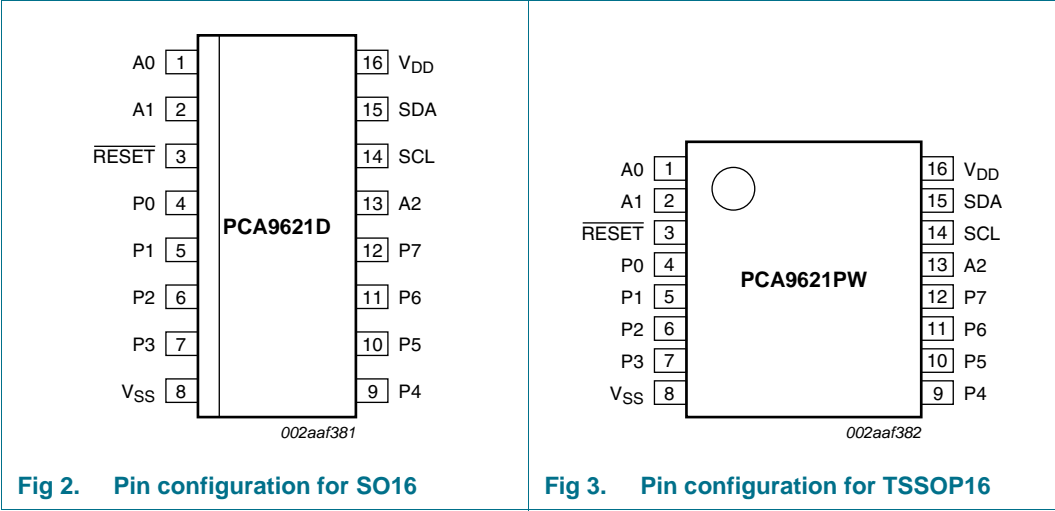 A0 1 16 VDD
A1 2 15 SDA
RESET 3 14 SCL
P0 4 13 A2
PCA9621D
P1 5 12 P7
P2 6 11 P6
P3 7 10 P5
VSS 8 9 P4
002aaf381
Fig 2. Pin configuration for SO16
A0 1 16 VDD
A1 2 15 SDA
RESET 3 14 SCL
P0 4 13 A2
PCA9621PW
P1 5 12 P7
P2 6 11 P6
P3 7 10 P5
VSS 8 9 P4
002aaf382
Fig 3. Pin configuration for TSSOP16